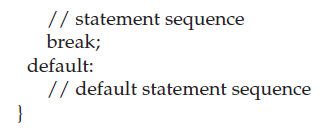 // statement sequence
break;
default:
// default statement sequence
}